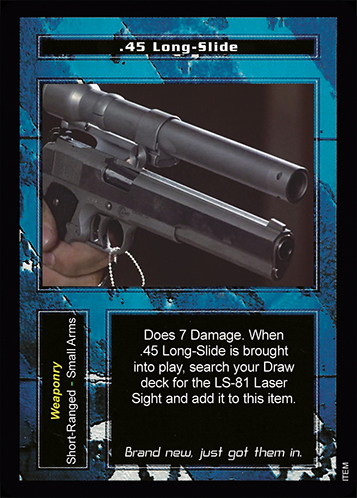 .45 Long-Slide
Weaponry
Short-Ranged - Small Arms
Does 7 Damage. When
.45 Long-Slide is brought
into play, search your Draw
deck for the LS-81 Laser
Sight and add it to this item.
Brand new, just got them in.
ITEM